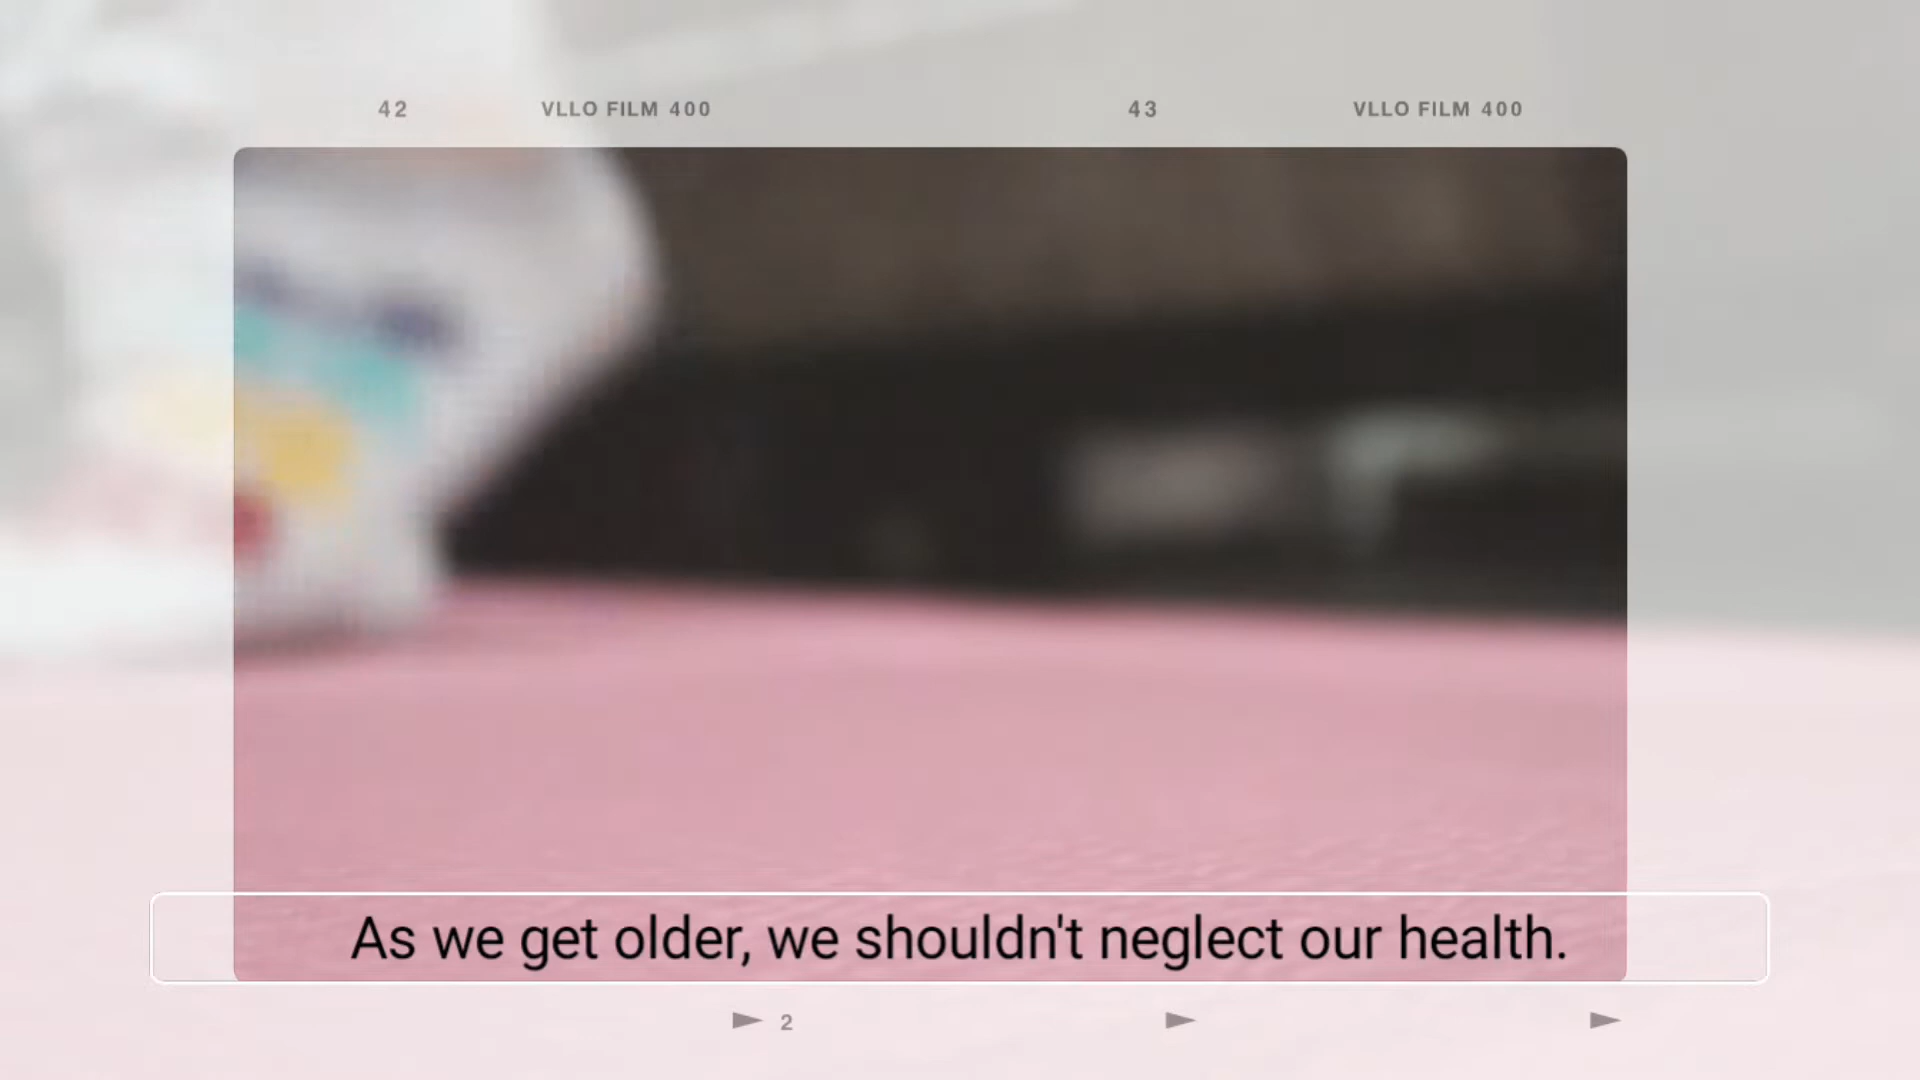 42 VLLO FILM 400 43 VLLO FILM 400
As we get older, we shouldn't neglect our health.
2